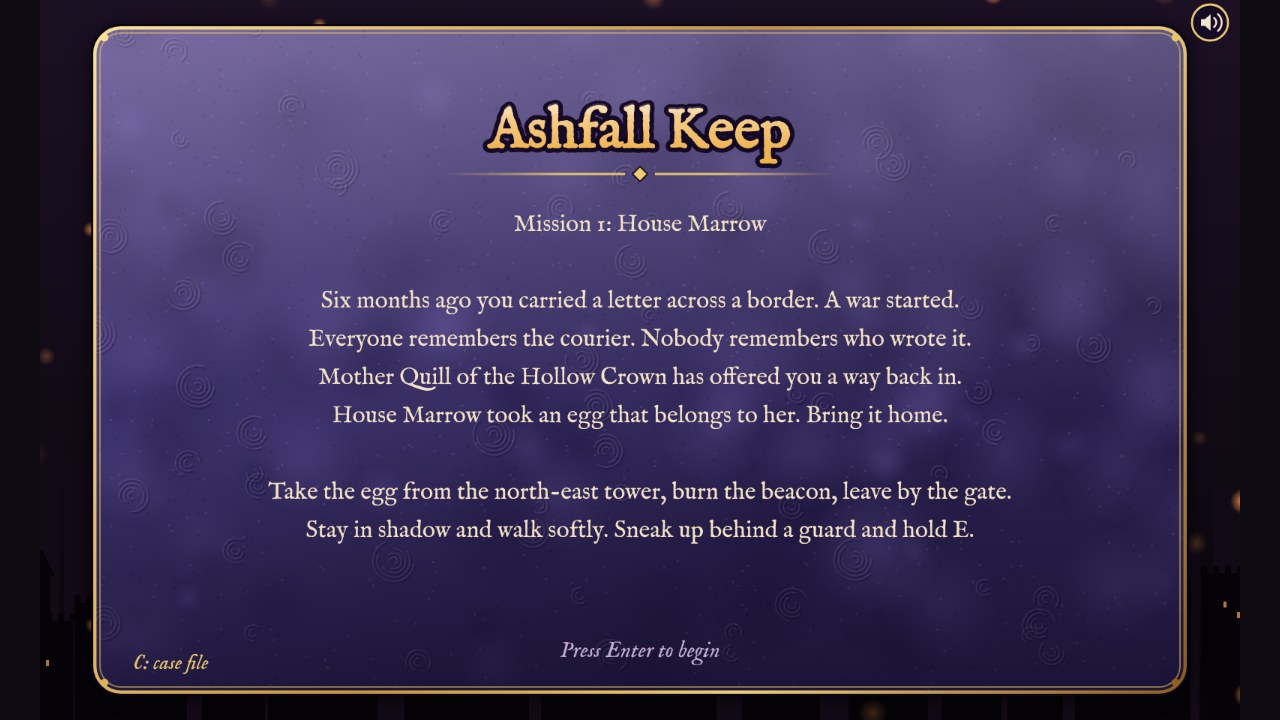 Ashfall Keep
Mission 1: House Marrow
Six months ago you carried a letter across a border. A war started.
Everyone remembers the courier. Nobody remembers who wrote it.
Mother Quill of the Hollow Crown has offered you a way back in.
House Marrow took an egg that belongs to her. Bring it home.
Take the egg from the north-east tower, burn the beacon, leave by the gate.
Stay in shadow and walk softly. Sneak up behind a guard and hold E.
Press Enter to begin
C: case file